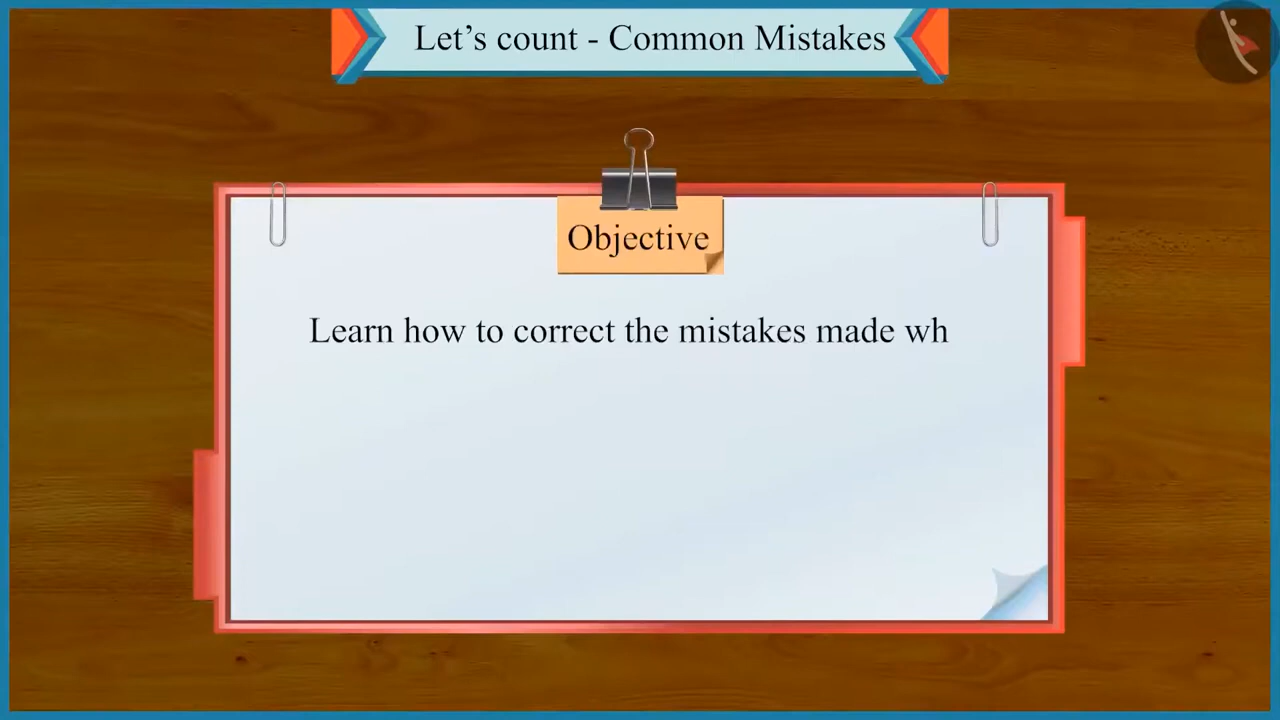 Let's count - Common Mistakes
Objective
Learn how to correct the mistakes made wh